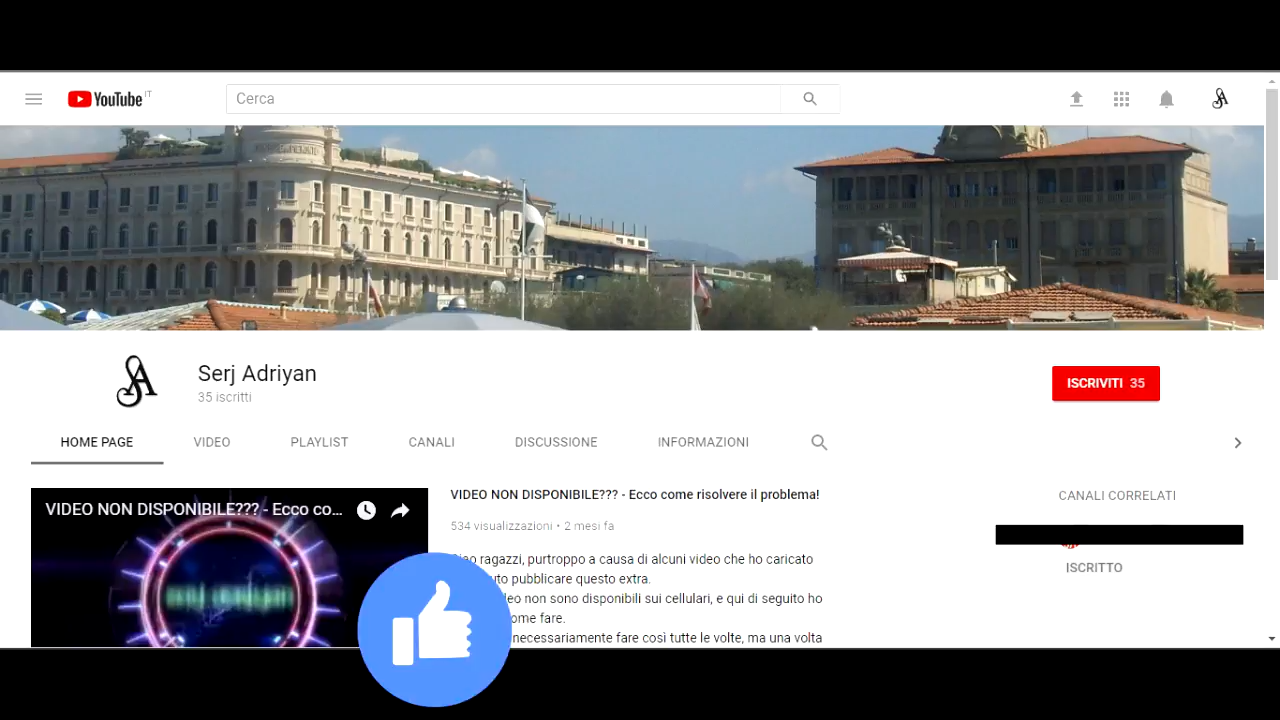 YouTube IT
Cerca
Serj Adriyan
35 iscritti
ISCRIVITI 35
HOME PAGE
VIDEO
PLAYLIST
CANALI
DISCUSSIONE
INFORMAZIONI
VIDEO NON DISPONIBILE??? - Ecco co...
VIDEO NON DISPONIBILE??? - Ecco come risolvere il problema!
534 visualizzazioni • 2 mesi fa
ragazzi, purtroppo a causa di alcuni video che ho caricato
pubblicare questo extra.
non sono disponibili sui cellulari, e qui di seguito ho
fare.
necessariamente fare così tutte le volte, ma una volta
CANALI CORRELATI
ISCRITTO